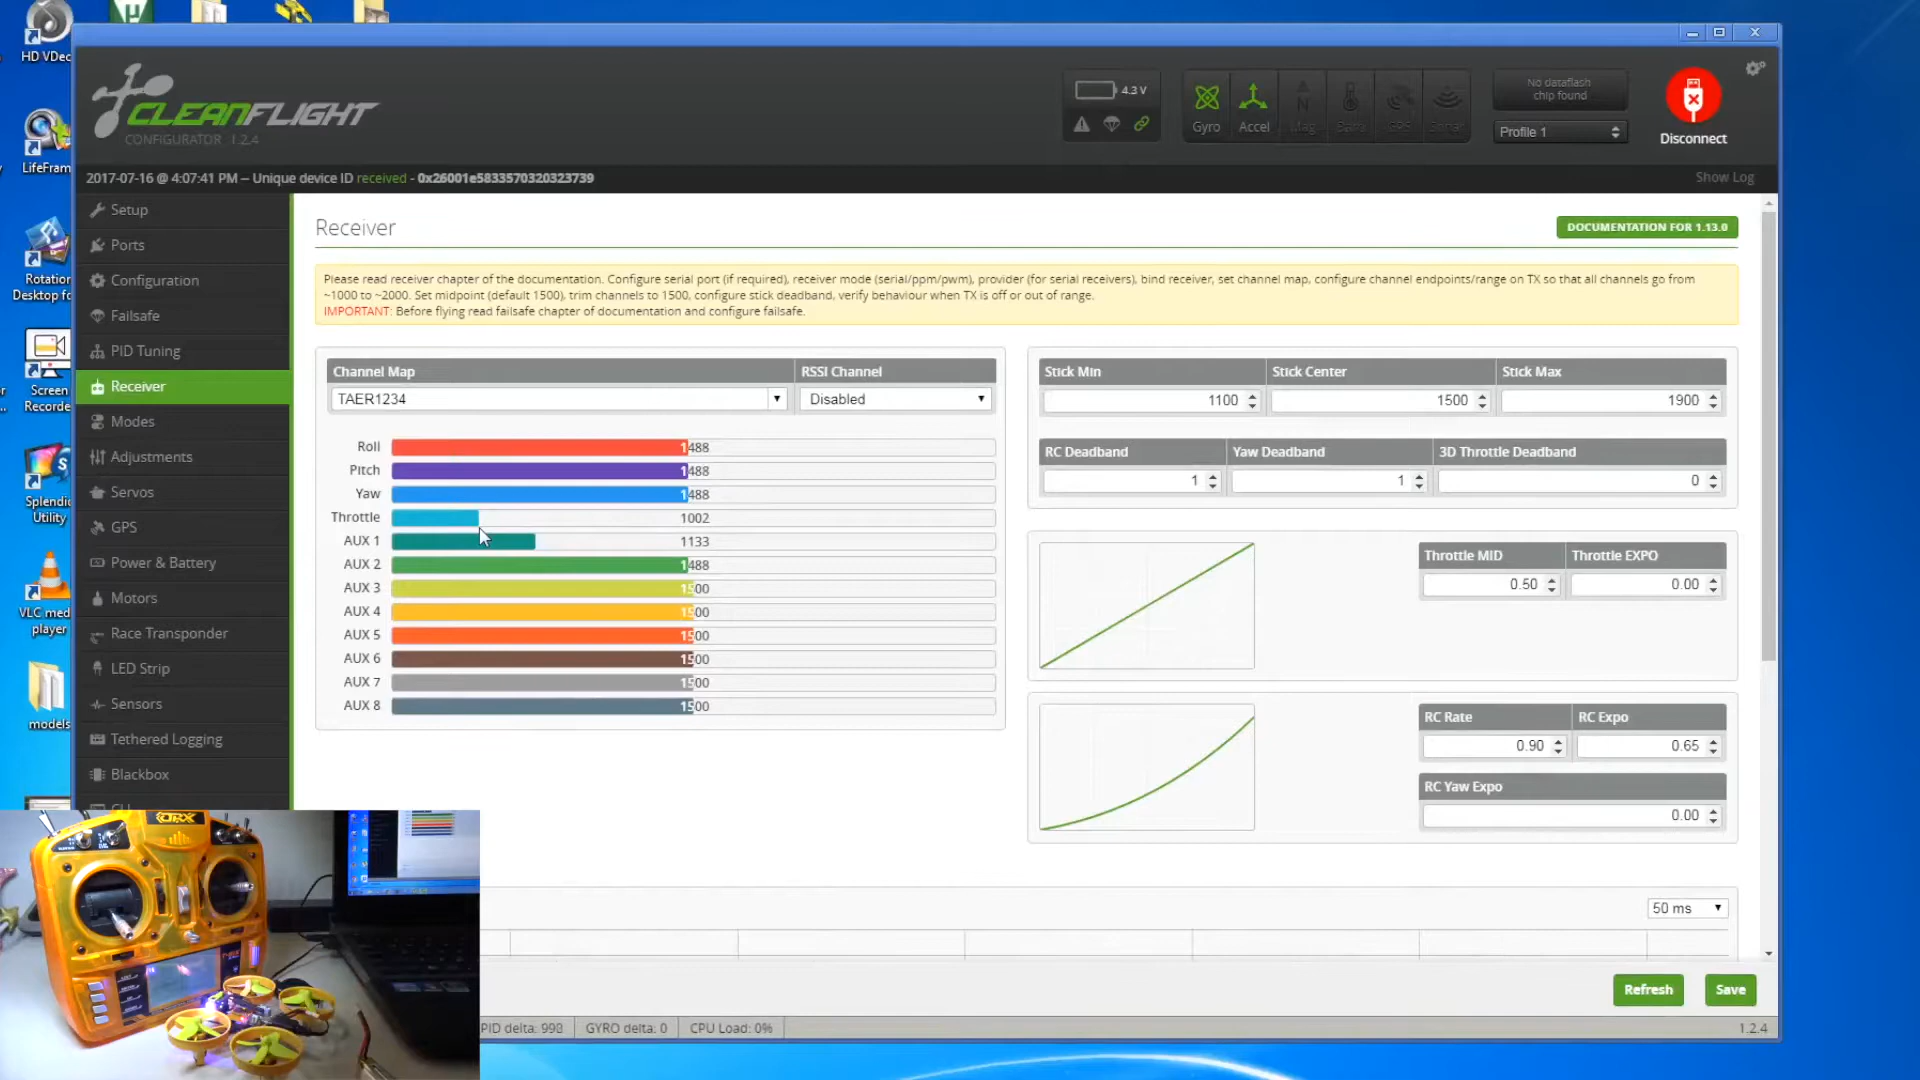 HD VDec
LifeFram
Rotation
Desktop fo
Screen
Recorde
Splendid
Utility
VLC med
player
models
CLEANFLIGHT
CONFIGURATOR 1.2.4
4.3 V
Gyro
Accel
Mag
Baro
GPS
Sonar
No dataflash
chip found
Profile 1
Disconnect
2017-07-16 @ 4:07:41 PM -- Unique device ID received - 0x26001e5833570320323739
Show Log
Setup
Ports
Configuration
Failsafe
PID Tuning
Receiver
Modes
Adjustments
Servos
GPS
Power & Battery
Motors
Race Transponder
LED Strip
Sensors
Tethered Logging
Blackbox
Receiver
DOCUMENTATION FOR 1.13.0
Please read receiver chapter of the documentation. Configure serial port (if required), receiver mode (serial/ppm/pwm), provider (for serial receivers), bind receiver, set channel map, configure channel endpoints/range on TX so that all channels go from
~1000 to ~2000. Set midpoint (default 1500), trim channels to 1500, configure stick deadband, verify behaviour when TX is off or out of range.
IMPORTANT: Before flying read failsafe chapter of documentation and configure failsafe.
Channel Map
RSSI Channel
TAER1234
Disabled
Roll 1488
Pitch 1488
Yaw 1488
Throttle 1002
AUX 1 1133
AUX 2 1488
AUX 3 1500
AUX 4 1500
AUX 5 1500
AUX 6 1500
AUX 7 1500
AUX 8 1500
Stick Min
Stick Center
Stick Max
1100
1500
1900
RC Deadband
Yaw Deadband
3D Throttle Deadband
1
1
0
Throttle MID
Throttle EXPO
0.50
0.00
RC Rate
RC Expo
0.90
0.65
RC Yaw Expo
0.00
50 ms
Refresh
Save
PID delta: 998
GYRO delta: 0
CPU Load: 0%
1.2.4
ORX